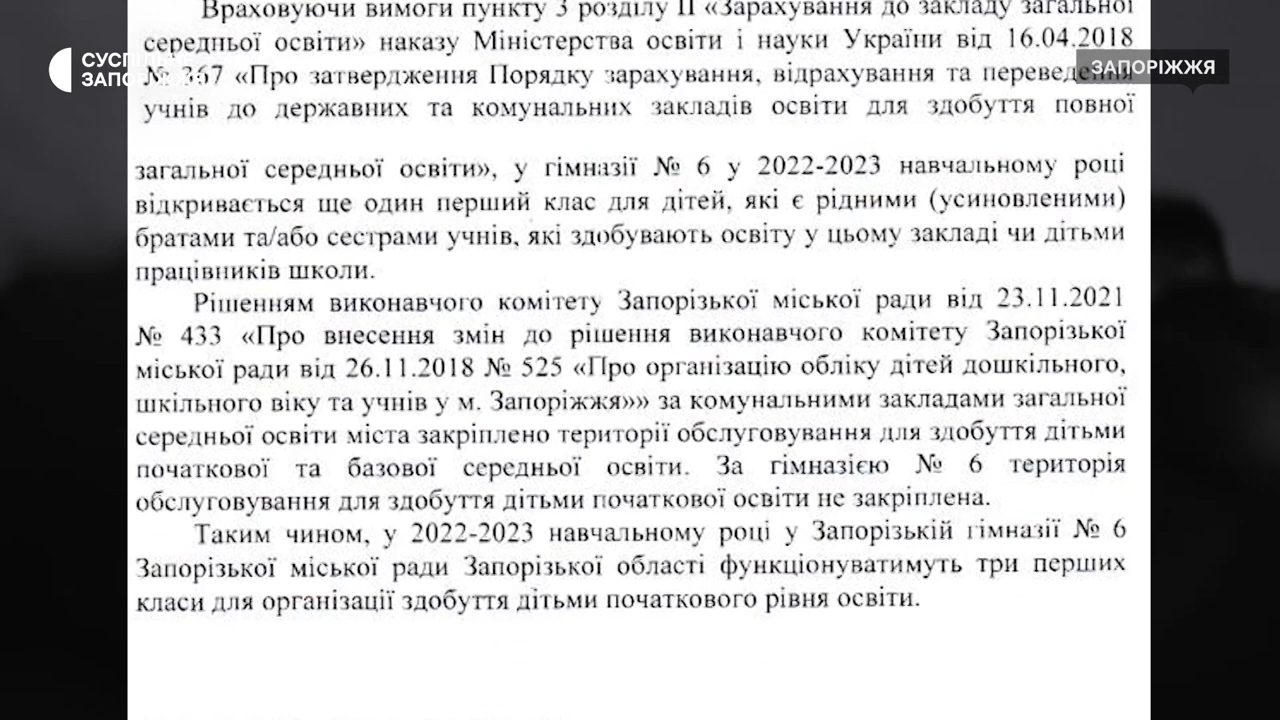 СУСПІЛЬНЕ
ЗАПОРІЖЖЯ
ЗАПОРІЖЖЯ
Враховуючи вимоги пункту 3 розділу ІІ «Зарахування до закладу загальної
середньої освіти» наказу Міністерства освіти і науки України від 16.04.2018
№ 367 «Про затвердження Порядку зарахування, відрахування та переведення
учнів до державних та комунальних закладів освіти для здобуття повної
загальної середньої освіти», у гімназії № 6 у 2022-2023 навчальному році
відкривається ще один перший клас для дітей, які є рідними (усиновленими)
братами та/або сестрами учнів, які здобувають освіту у цьому закладі чи дітьми
працівників школи.
Рішенням виконавчого комітету Запорізької міської ради від 23.11.2021
№ 433 «Про внесення змін до рішення виконавчого комітету Запорізької
міської ради від 26.11.2018 № 525 «Про організацію обліку дітей дошкільного,
шкільного віку та учнів у м. Запоріжжя»» за комунальними закладами загальної
середньої освіти міста закріплено території обслуговування для здобуття дітьми
початкової та базової середньої освіти. За гімназією № 6 територія
обслуговування для здобуття дітьми початкової освіти не закріплена.
Таким чином, у 2022-2023 навчальному році у Запорізькій гімназії № 6
Запорізької міської ради Запорізької області функціонуватимуть три перших
класи для організації здобуття дітьми початкового рівня освіти.